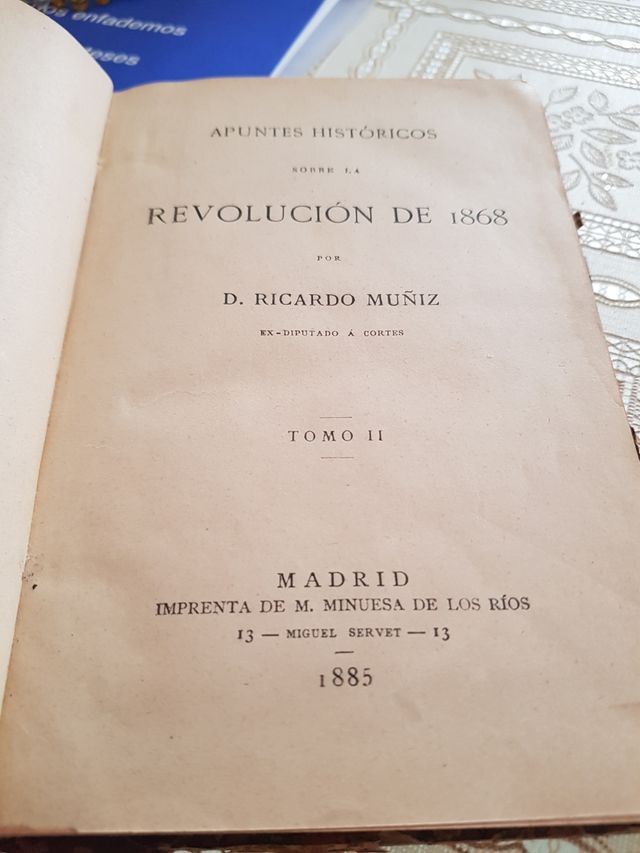 enfademos
APUNTES HISTÓRICOS
SOBRE LA
REVOLUCIÓN DE 1868
POR
D. RICARDO MUÑIZ
EX-DIPUTADO Á CORTES
TOMO II
MADRID
IMPRENTA DE M. MINUESA DE LOS RÍOS
13 — MIGUEL SERVET — 13
1885